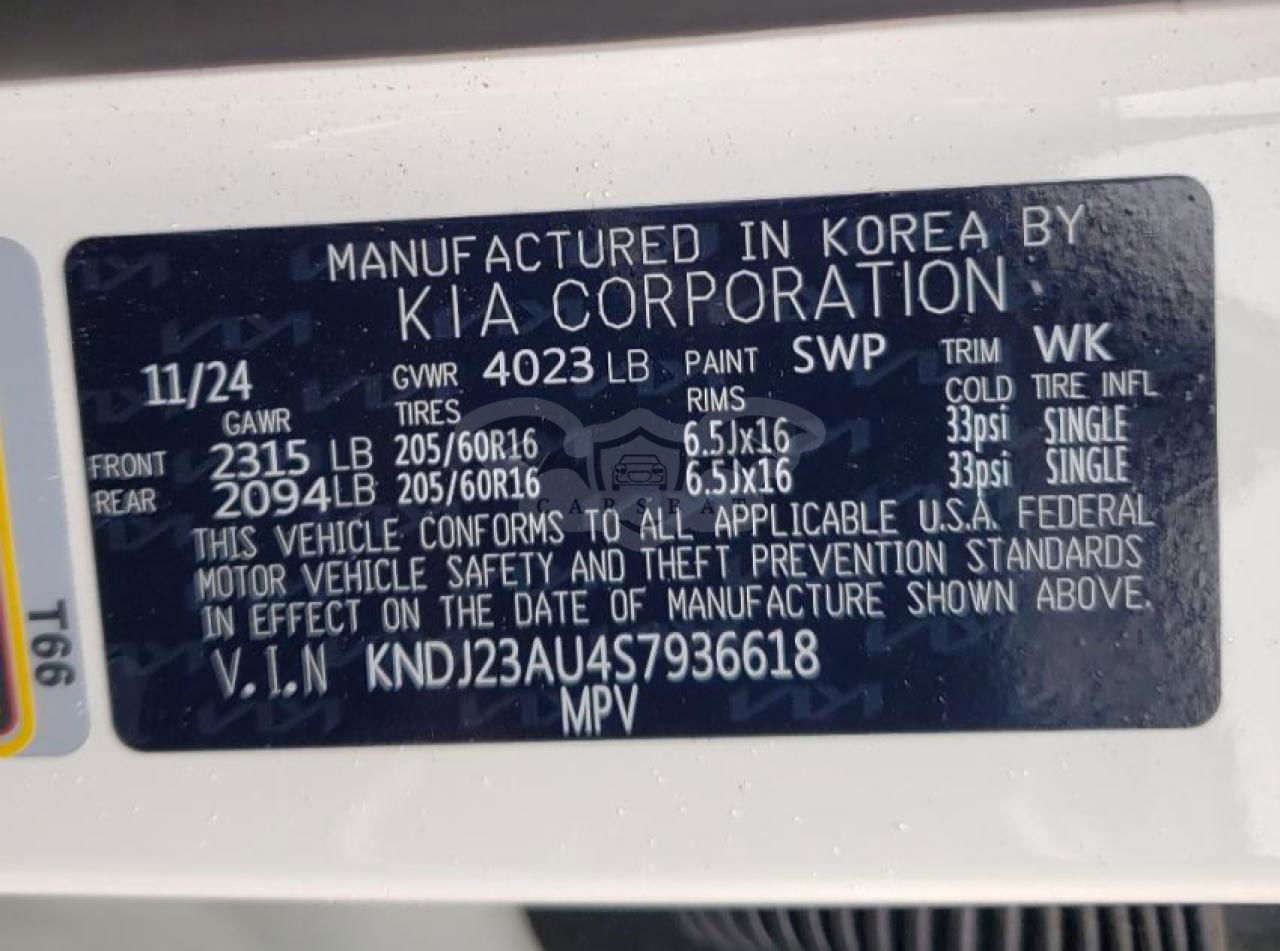 MANUFACTURED IN KOREA BY
KIA CORPORATION
11/24 GVWR 4023 LB PAINT SWP TRIM WK
GAWR TIRES RIMS COLD TIRE INFL
FRONT 2315 LB 205/60R16 6.5Jx16 33psi SINGLE
REAR 2094LB 205/60R16 6.5Jx16 33psi SINGLE
CARSEAT
THIS VEHICLE CONFORMS TO ALL APPLICABLE U.S.A. FEDERAL
MOTOR VEHICLE SAFETY AND THEFT PREVENTION STANDARDS
IN EFFECT ON THE DATE OF MANUFACTURE SHOWN ABOVE.
V.I.N KNDJ23AU4S7936618
MPV
T66